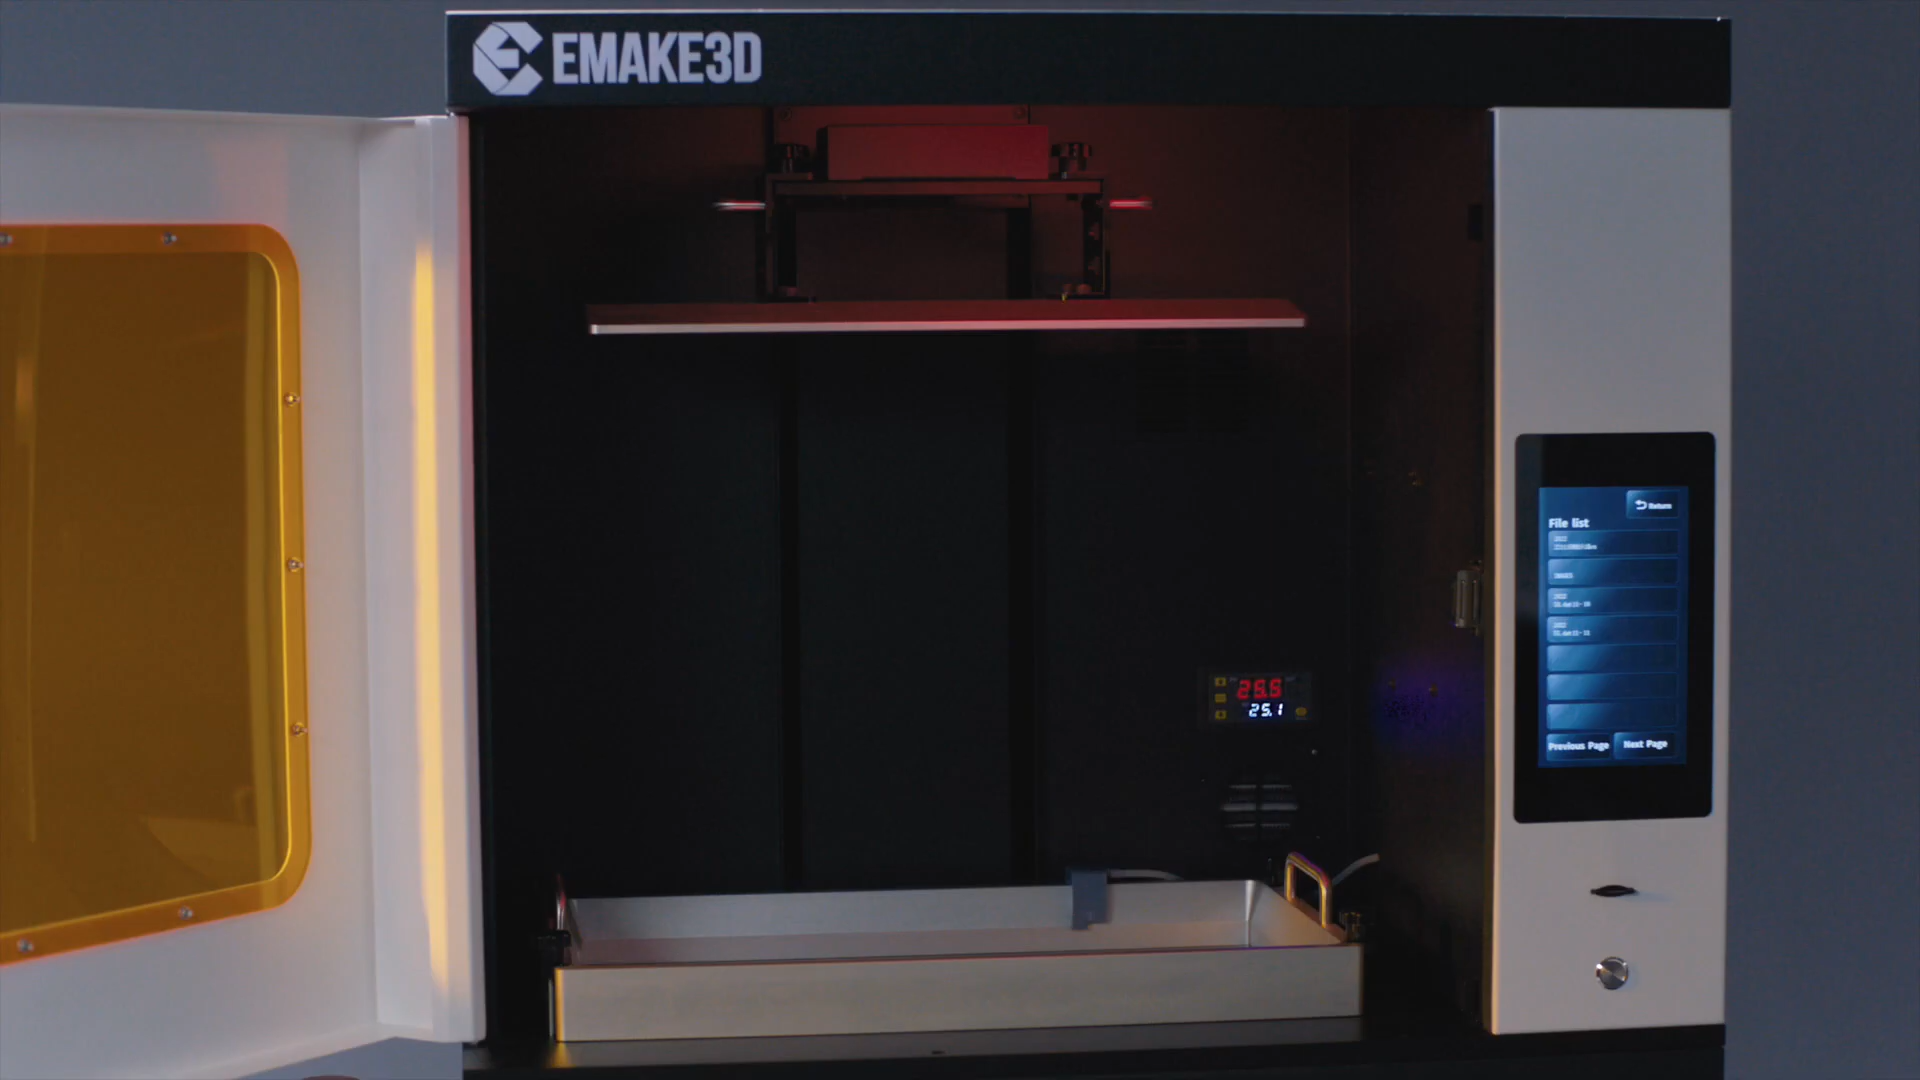 EMAKE3D
Return
File list
25.5
25.1
Previous Page
Next Page